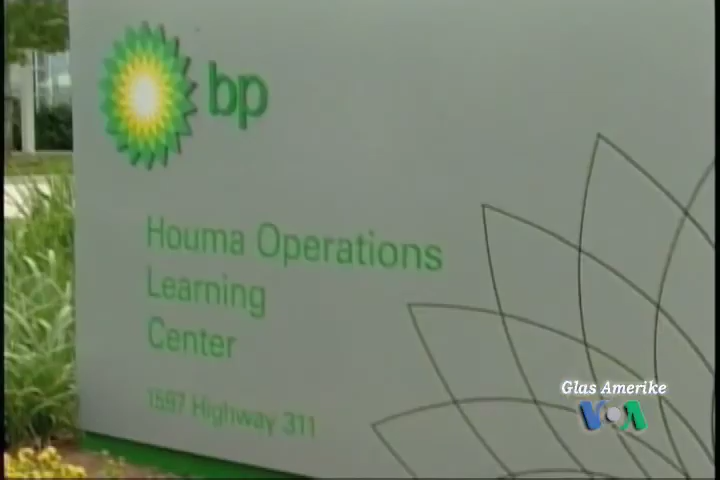 bp
Houma Operations
Learning
Center
1597 Highway 311
Glas Amerike
VOA